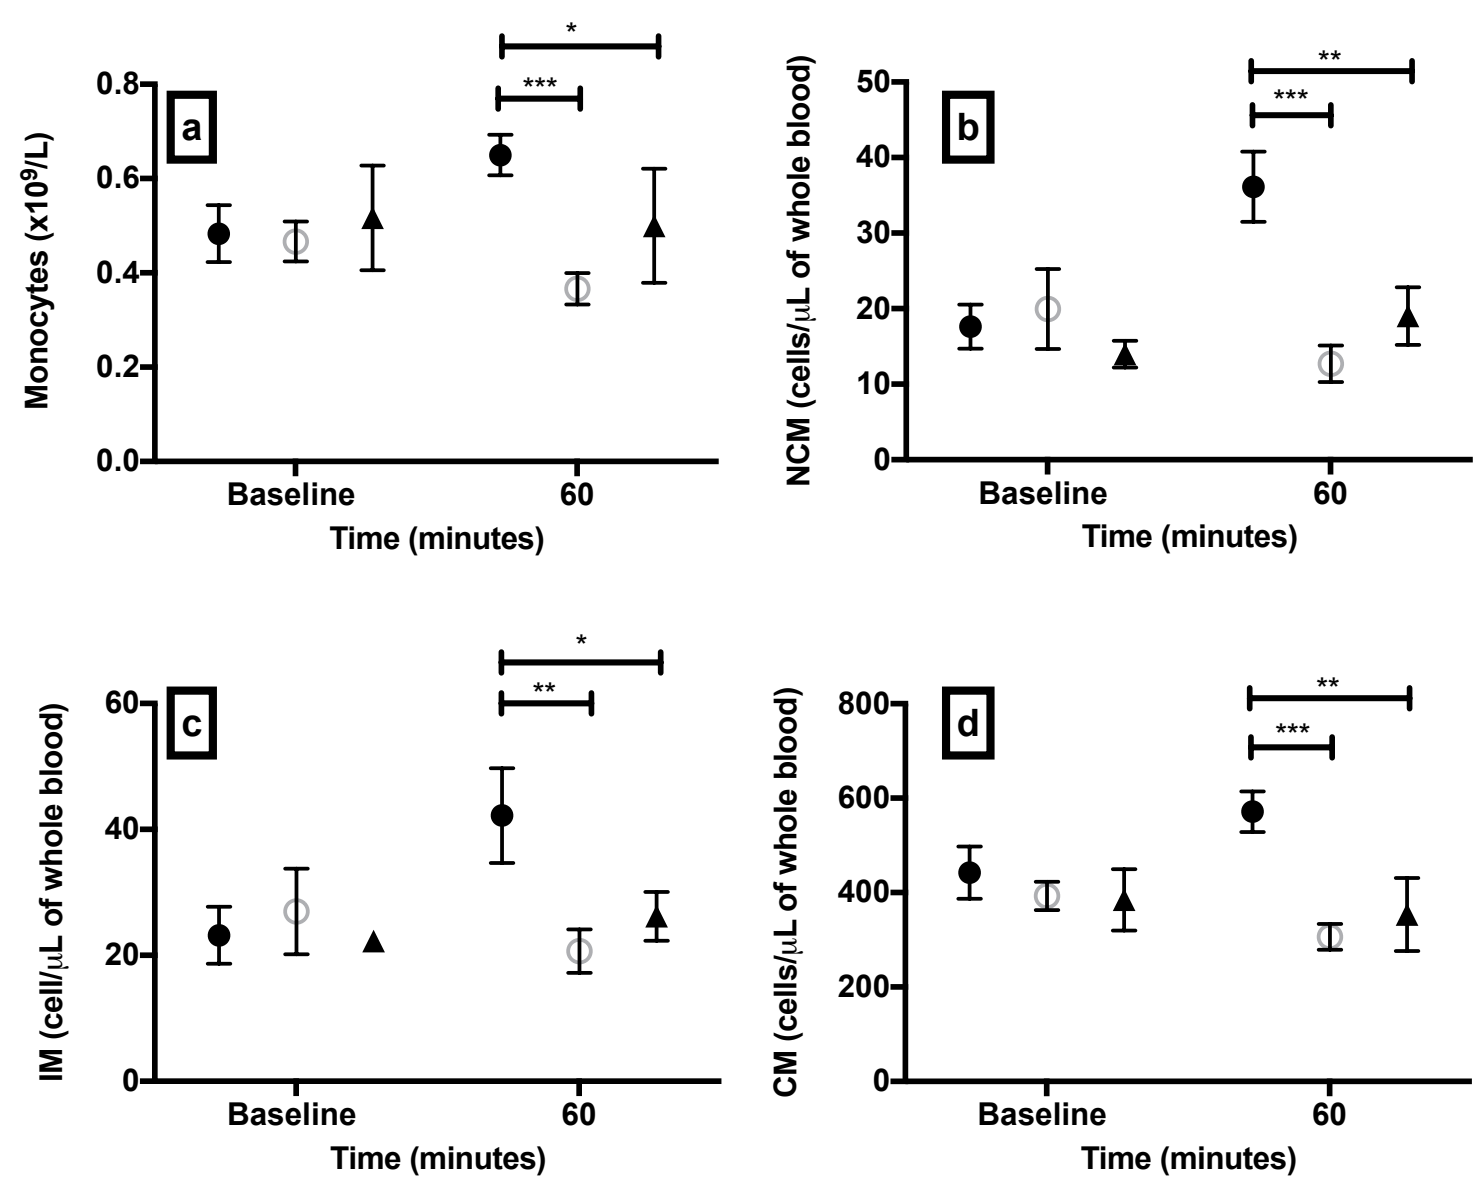 *
***
0.8
a
0.6
0.4
0.2
0.0
Monocytes (x10⁹/L)
Baseline
60
Time (minutes)
**
***
50
b
40
30
20
10
0
NCM (cells/μL of whole blood)
Baseline
60
Time (minutes)
*
**
60
c
40
20
0
IM (cell/μL of whole blood)
Baseline
60
Time (minutes)
**
***
800
d
600
400
200
0
CM (cells/μL of whole blood)
Baseline
60
Time (minutes)